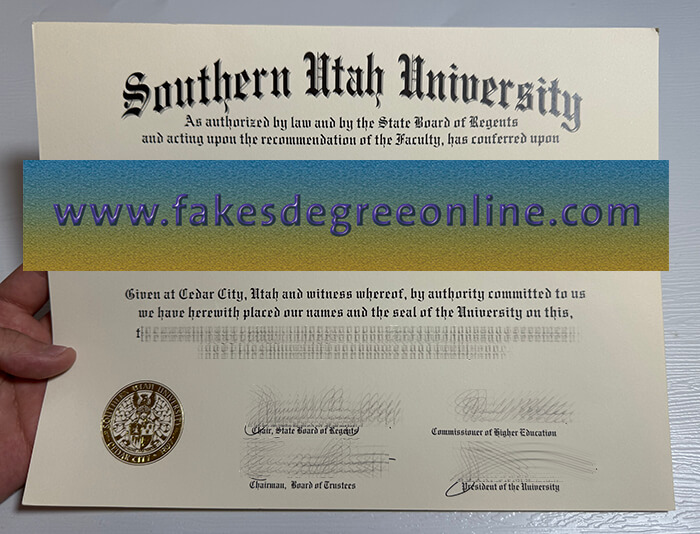 Southern Utah University
As authorized by law and by the State Board of Regents
and acting upon the recommendation of the Faculty, has conferred upon
www.fakesdegreeonline.com
Given at Cedar City, Utah and witness whereof, by authority committed to us
we have herewith placed our names and the seal of the University on this,
Chair, State Board of Regents
Commissioner of Higher Education
Chairman, Board of Trustees
President of the University